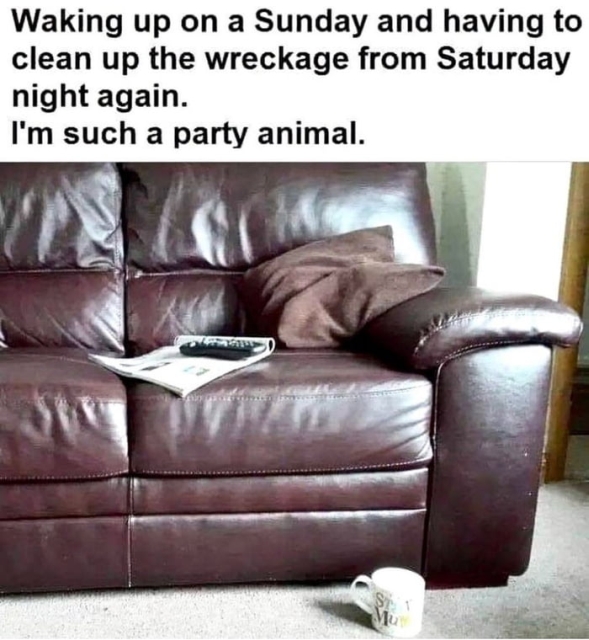 Waking up on a Sunday and having to
clean up the wreckage from Saturday
night again.
I'm such a party animal.